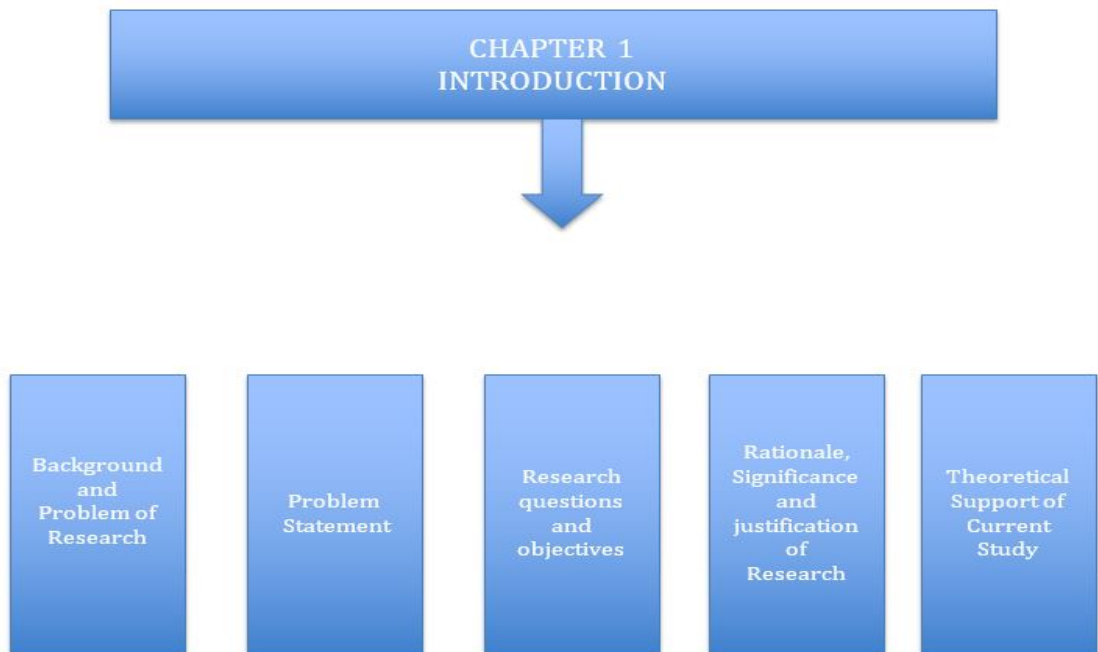 CHAPTER 1
INTRODUCTION
Background
and
Problem of
Research
Problem
Statement
Research
questions
and
objectives
Rationale,
Significance
and
justification
of
Research
Theoretical
Support of
Current
Study